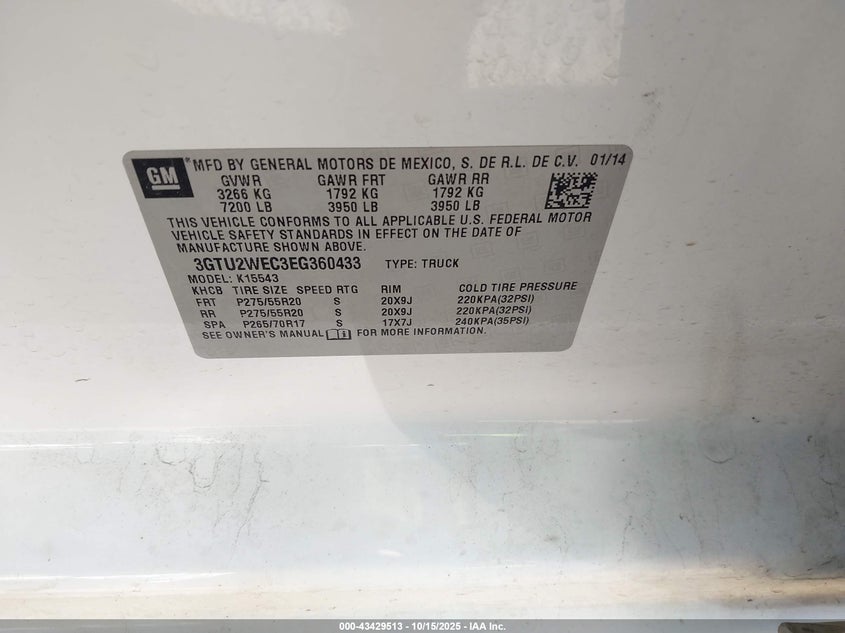 GM *MFD BY GENERAL MOTORS DE MEXICO, S. DE R.L. DE C.V. 01/14
GVWR GAWR FRT GAWR RR
3266 KG 1792 KG 1792 KG
7200 LB 3950 LB 3950 LB
THIS VEHICLE CONFORMS TO ALL APPLICABLE U.S. FEDERAL MOTOR
VEHICLE SAFETY STANDARDS IN EFFECT ON THE DATE OF
MANUFACTURE SHOWN ABOVE.
3GTU2WEC3EG360433 TYPE: TRUCK
MODEL: K15543
KHCB TIRE SIZE SPEED RTG RIM COLD TIRE PRESSURE
FRT P275/55R20 S 20X9J 220KPA(32PSI)
RR P275/55R20 S 20X9J 220KPA(32PSI)
SPA P265/70R17 S 17X7J 240KPA(35PSI)
SEE OWNER'S MANUAL FOR MORE INFORMATION.
000-43429513 - 10/15/2025 - IAA Inc.